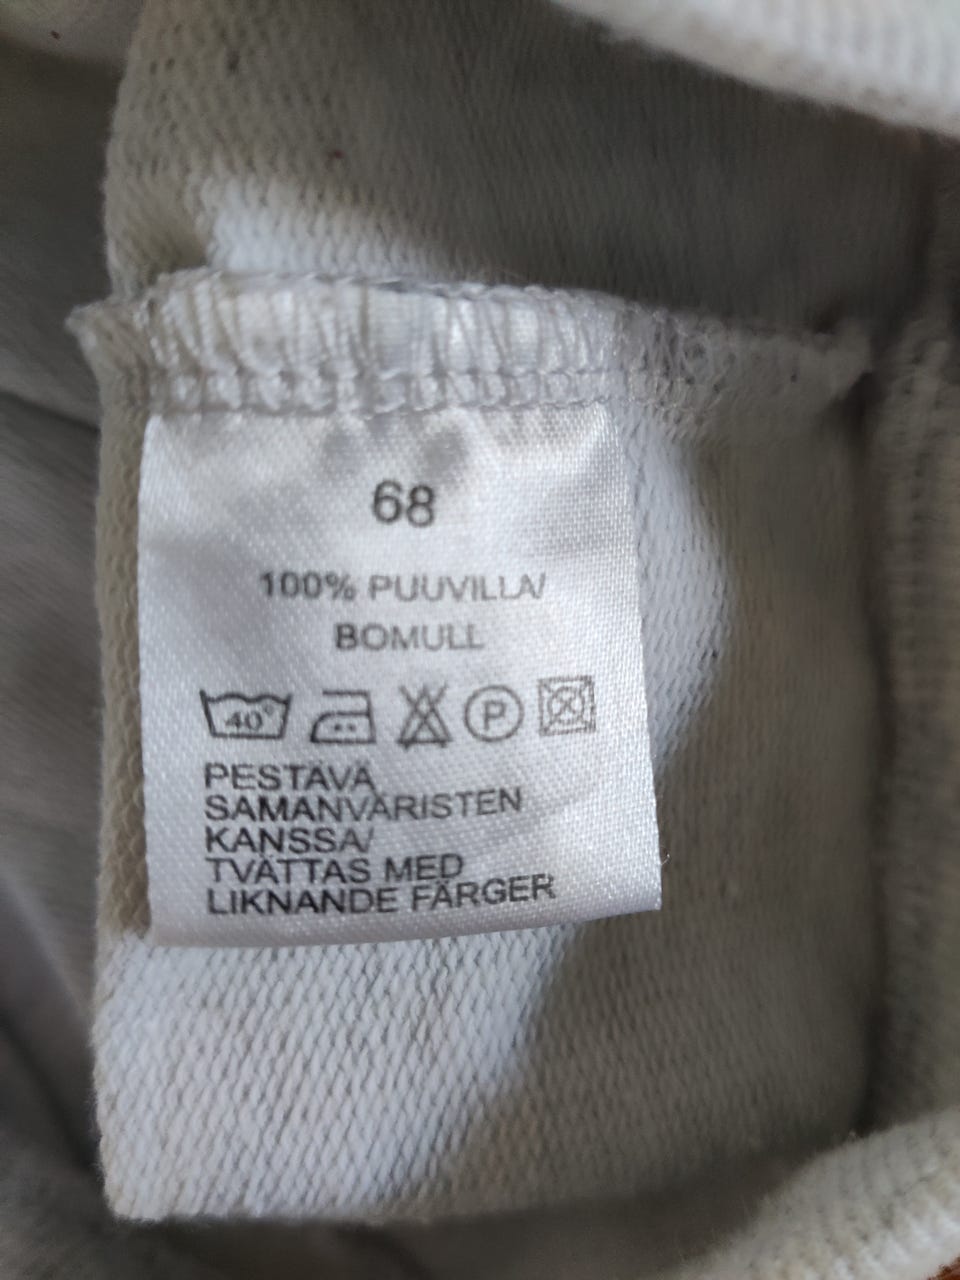 68
100% PUUVILLA/
BOMULL
40° P
PESTÄVÄ
SAMANVÄRISTEN
KANSSA/
TVÄTTAS MED
LIKNANDE FÄRGER